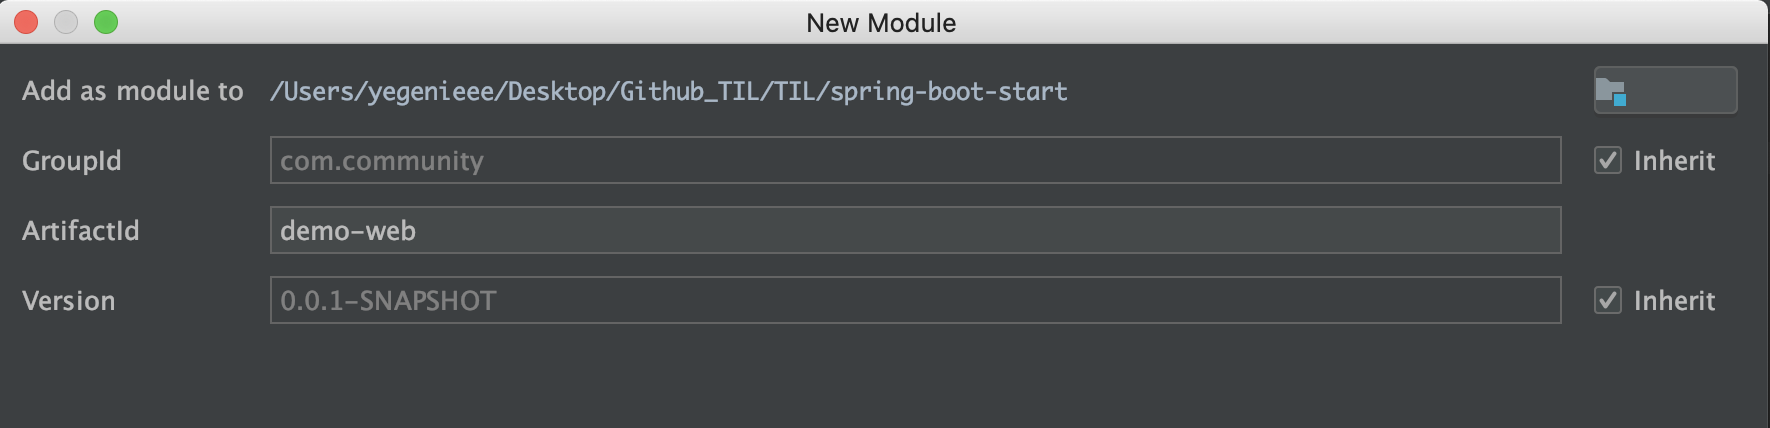 New Module
Add as module to /Users/yegenieee/Desktop/Github_TIL/TIL/spring-boot-start
GroupId com.community Inherit
ArtifactId demo-web
Version 0.0.1-SNAPSHOT Inherit